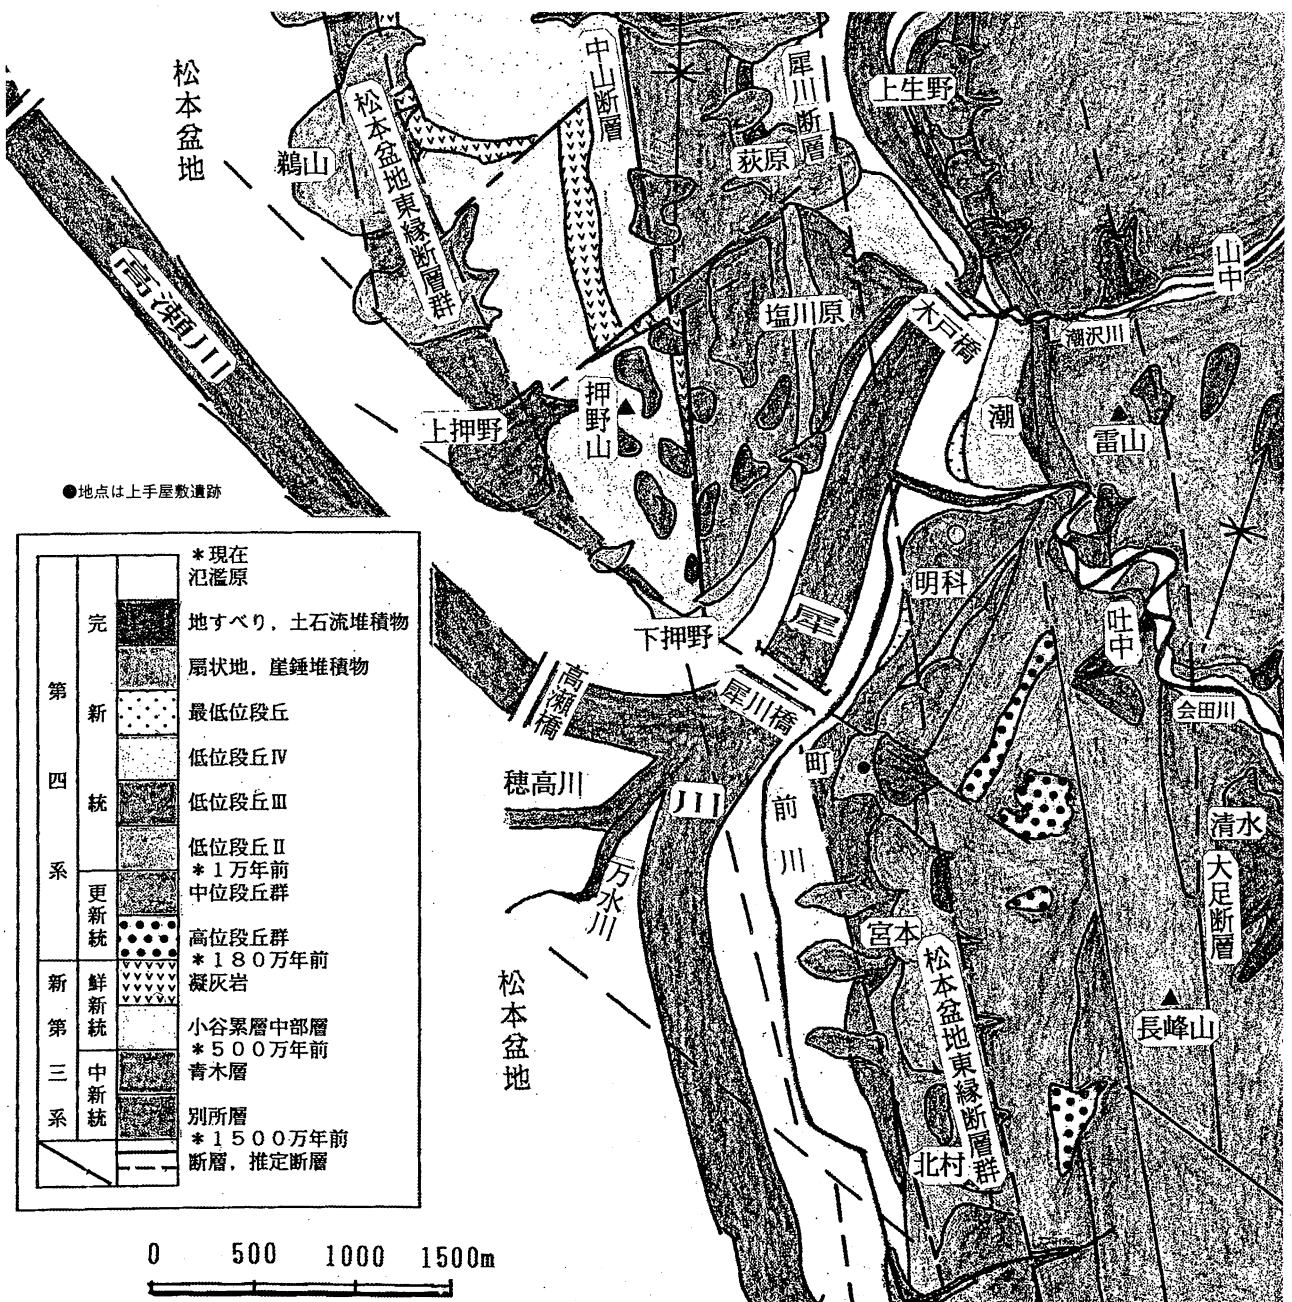 松本盆地
鵜山
松本盆地東縁断層群
中山断層
犀川断層
荻原
上生野
山中
高瀬川
塩川原
木戸橋
潮沢川
上押野
押野山
潮
雷山
●地点は上手屋敷遺跡
明科
吐中
会田川
下押野
犀
高瀬橋
犀川橋
町
穂高川
川
前川
清水
万水川
大足断層
宮本
松本盆地
松本盆地東縁断層群
長峰山
北村
第四系
完新統
更新統
新第三系
鮮新統
中新統
*現在
氾濫原
地すべり,土石流堆積物
扇状地,崖錘堆積物
最低位段丘
低位段丘Ⅳ
低位段丘Ⅲ
低位段丘Ⅱ
*1万年前
中位段丘群
高位段丘群
*180万年前
凝灰岩
小谷累層中部層
*500万年前
青木層
別所層
*1500万年前
断層,推定断層
0 500 1000 1500m